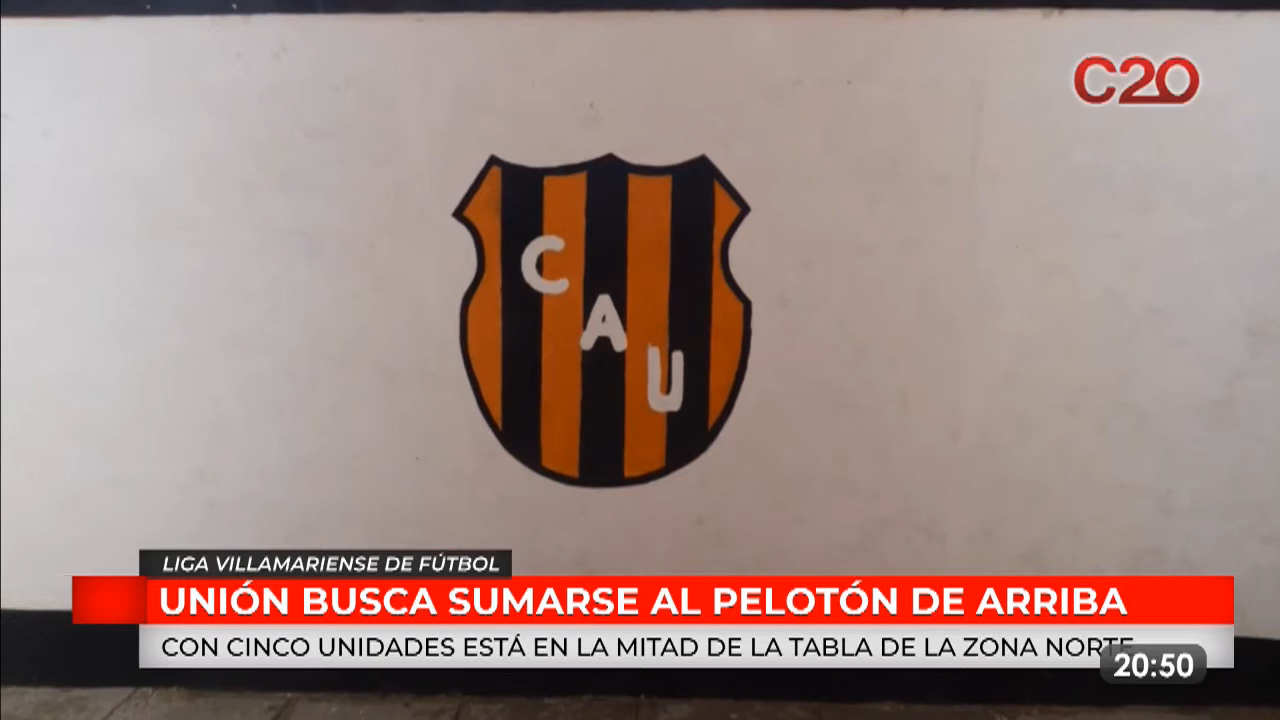 C20
C
A
U
LIGA VILLAMARIENSE DE FÚTBOL
UNIÓN BUSCA SUMARSE AL PELOTÓN DE ARRIBA
CON CINCO UNIDADES ESTÁ EN LA MITAD DE LA TABLA DE LA ZONA NORTE
20:50